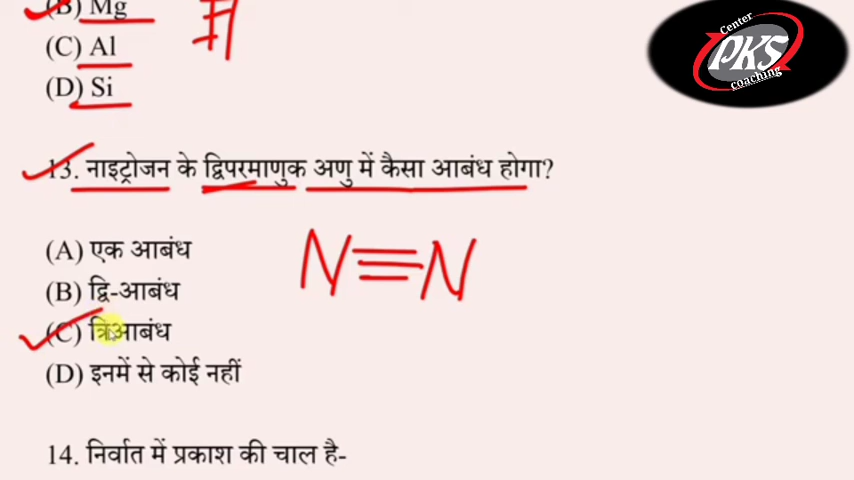 (B) Mg
(C) Al
(D) Si
Center
PKS
coaching
13. नाइट्रोजन के द्विपरमाणुक अणु में कैसा आबंध होगा?
(A) एक आबंध
(B) द्वि-आबंध
N≡N
(C) त्रिआबंध
(D) इनमें से कोई नहीं
14. निर्वात में प्रकाश की चाल है-